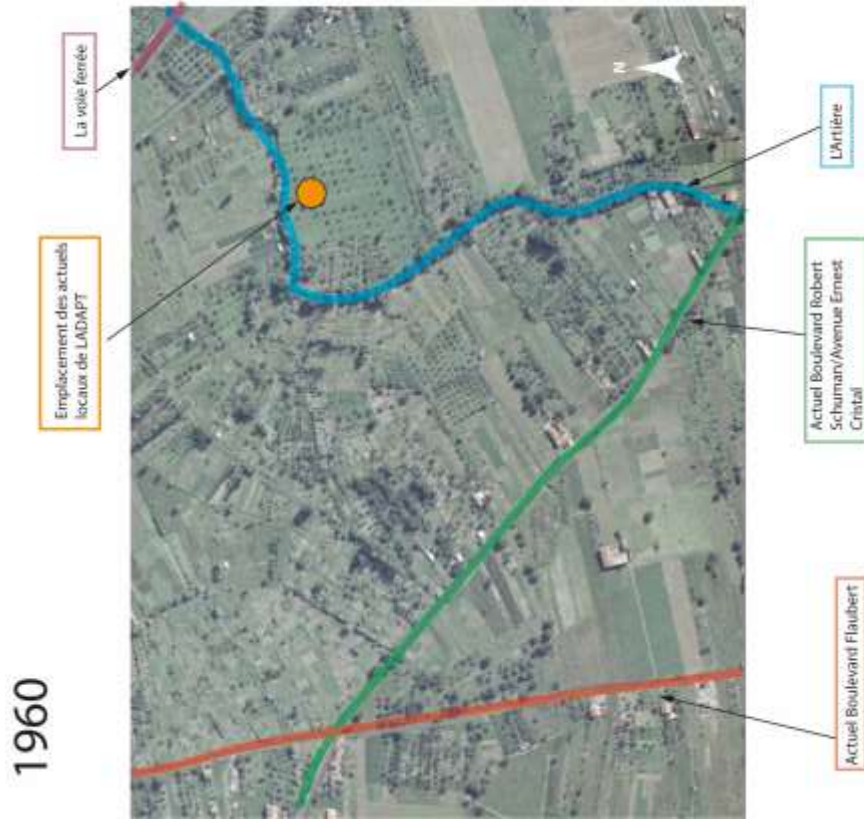 1960
La voie ferrée
Emplacement des actuels
locaux de LADAPT
N
L'Artière
Actuel Boulevard Robert
Schuman/Avenue Ernest
Cristal
Actuel Boulevard Flaubert